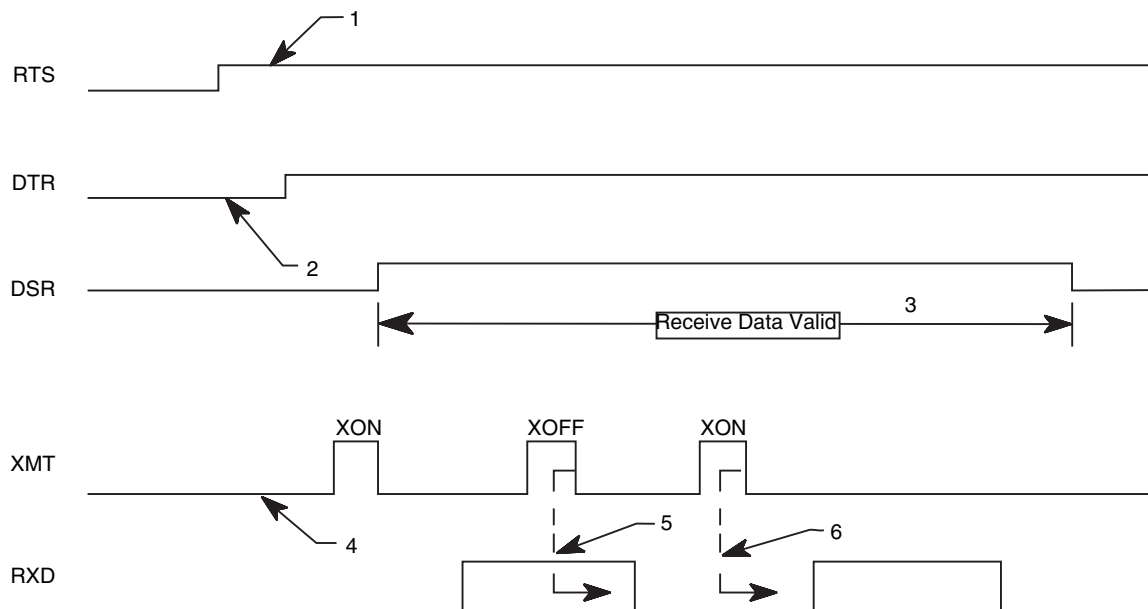 1
RTS
DTR
2
DSR
3
Receive Data Valid
XON
XOFF
XON
XMT
4
5
6
RXD